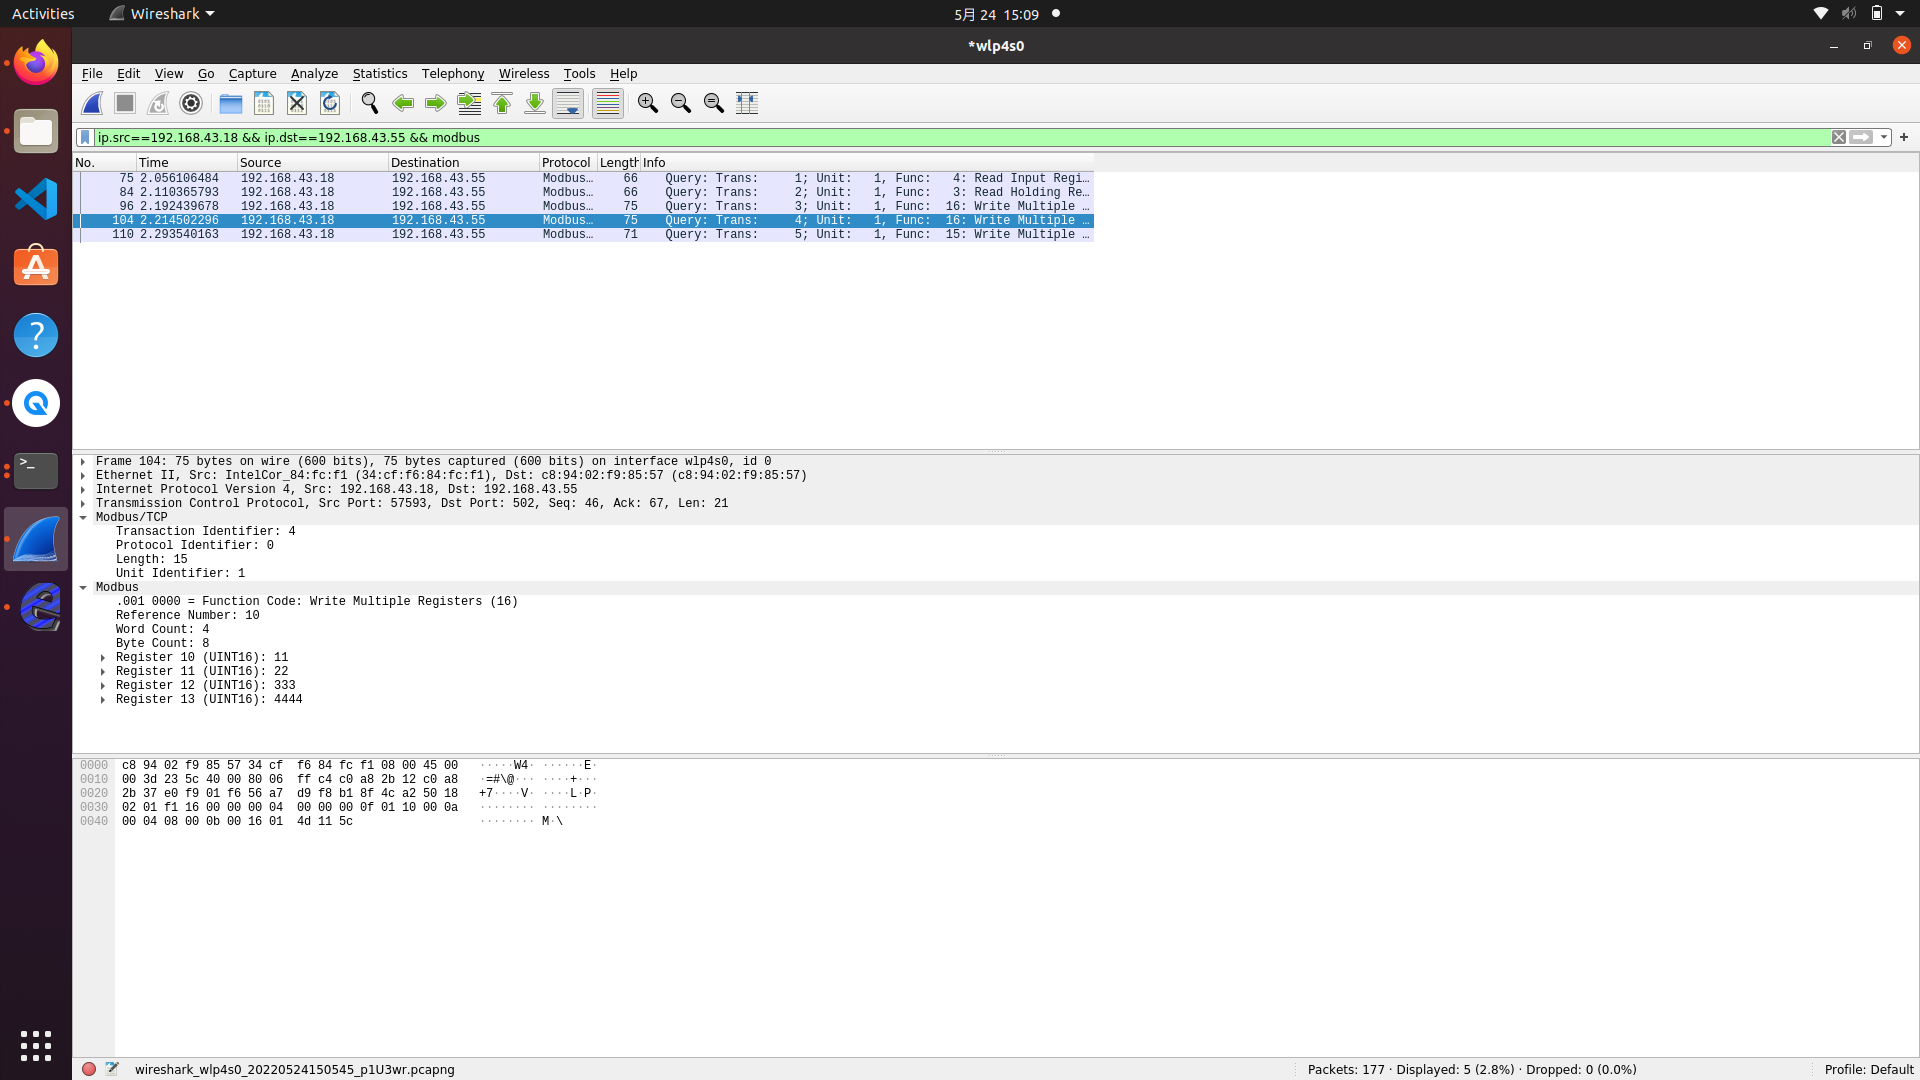 Activities Wireshark 5月 24 15:09
*wlp4s0
File Edit View Go Capture Analyze Statistics Telephony Wireless Tools Help
ip.src==192.168.43.18 && ip.dst==192.168.43.55 && modbus
No. Time Source Destination Protocol Length Info
75 2.056106484 192.168.43.18 192.168.43.55 Modbus… 66 Query: Trans: 1; Unit: 1, Func: 4: Read Input Regi…
84 2.110365793 192.168.43.18 192.168.43.55 Modbus… 66 Query: Trans: 2; Unit: 1, Func: 3: Read Holding Re…
96 2.192439678 192.168.43.18 192.168.43.55 Modbus… 75 Query: Trans: 3; Unit: 1, Func: 16: Write Multiple …
104 2.214502296 192.168.43.18 192.168.43.55 Modbus… 75 Query: Trans: 4; Unit: 1, Func: 16: Write Multiple …
110 2.293540163 192.168.43.18 192.168.43.55 Modbus… 71 Query: Trans: 5; Unit: 1, Func: 15: Write Multiple …
Frame 104: 75 bytes on wire (600 bits), 75 bytes captured (600 bits) on interface wlp4s0, id 0
Ethernet II, Src: IntelCor_84:fc:f1 (34:cf:f6:84:fc:f1), Dst: c8:94:02:f9:85:57 (c8:94:02:f9:85:57)
Internet Protocol Version 4, Src: 192.168.43.18, Dst: 192.168.43.55
Transmission Control Protocol, Src Port: 57593, Dst Port: 502, Seq: 46, Ack: 67, Len: 21
Modbus/TCP
Transaction Identifier: 4
Protocol Identifier: 0
Length: 15
Unit Identifier: 1
Modbus
.001 0000 = Function Code: Write Multiple Registers (16)
Reference Number: 10
Word Count: 4
Byte Count: 8
Register 10 (UINT16): 11
Register 11 (UINT16): 22
Register 12 (UINT16): 333
Register 13 (UINT16): 4444
0000 c8 94 02 f9 85 57 34 cf f6 84 fc f1 08 00 45 00 ·····W4· ······E·
0010 00 3d 23 5c 40 00 80 06 ff c4 c0 a8 2b 12 c0 a8 ·=#\@··· ····+···
0020 2b 37 e0 f9 01 f6 56 a7 d9 f8 b1 8f 4c a2 50 18 +7····V· ····L·P·
0030 02 01 f1 16 00 00 00 04 00 00 00 0f 01 10 00 0a ········ ········
0040 00 04 08 00 0b 00 16 01 4d 11 5c ········ M·\
wireshark_wlp4s0_20220524150545_p1U3wr.pcapng Packets: 177 · Displayed: 5 (2.8%) · Dropped: 0 (0.0%) Profile: Default